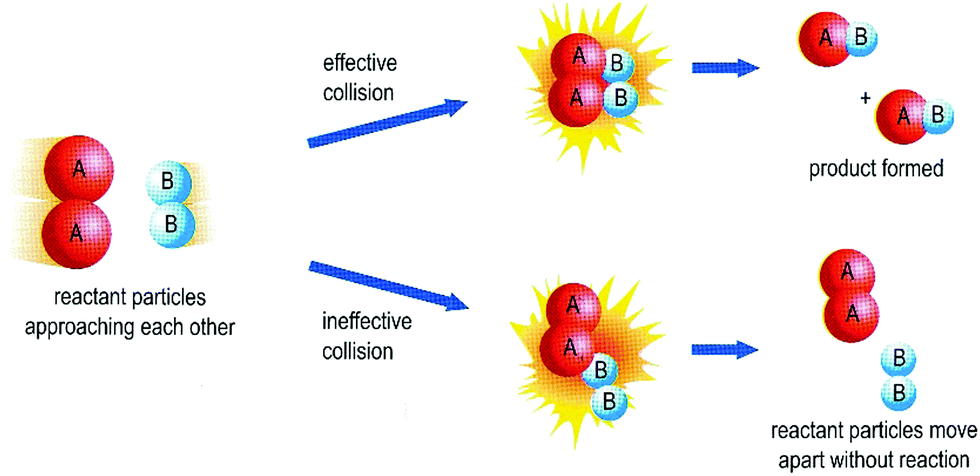 effective
collision
A
B
A
B
A
B
+
A
B
product formed
A
B
B
A
reactant particles
approaching each other
ineffective
collision
A
A
B
B
A
A
B
B
reactant particles move
apart without reaction